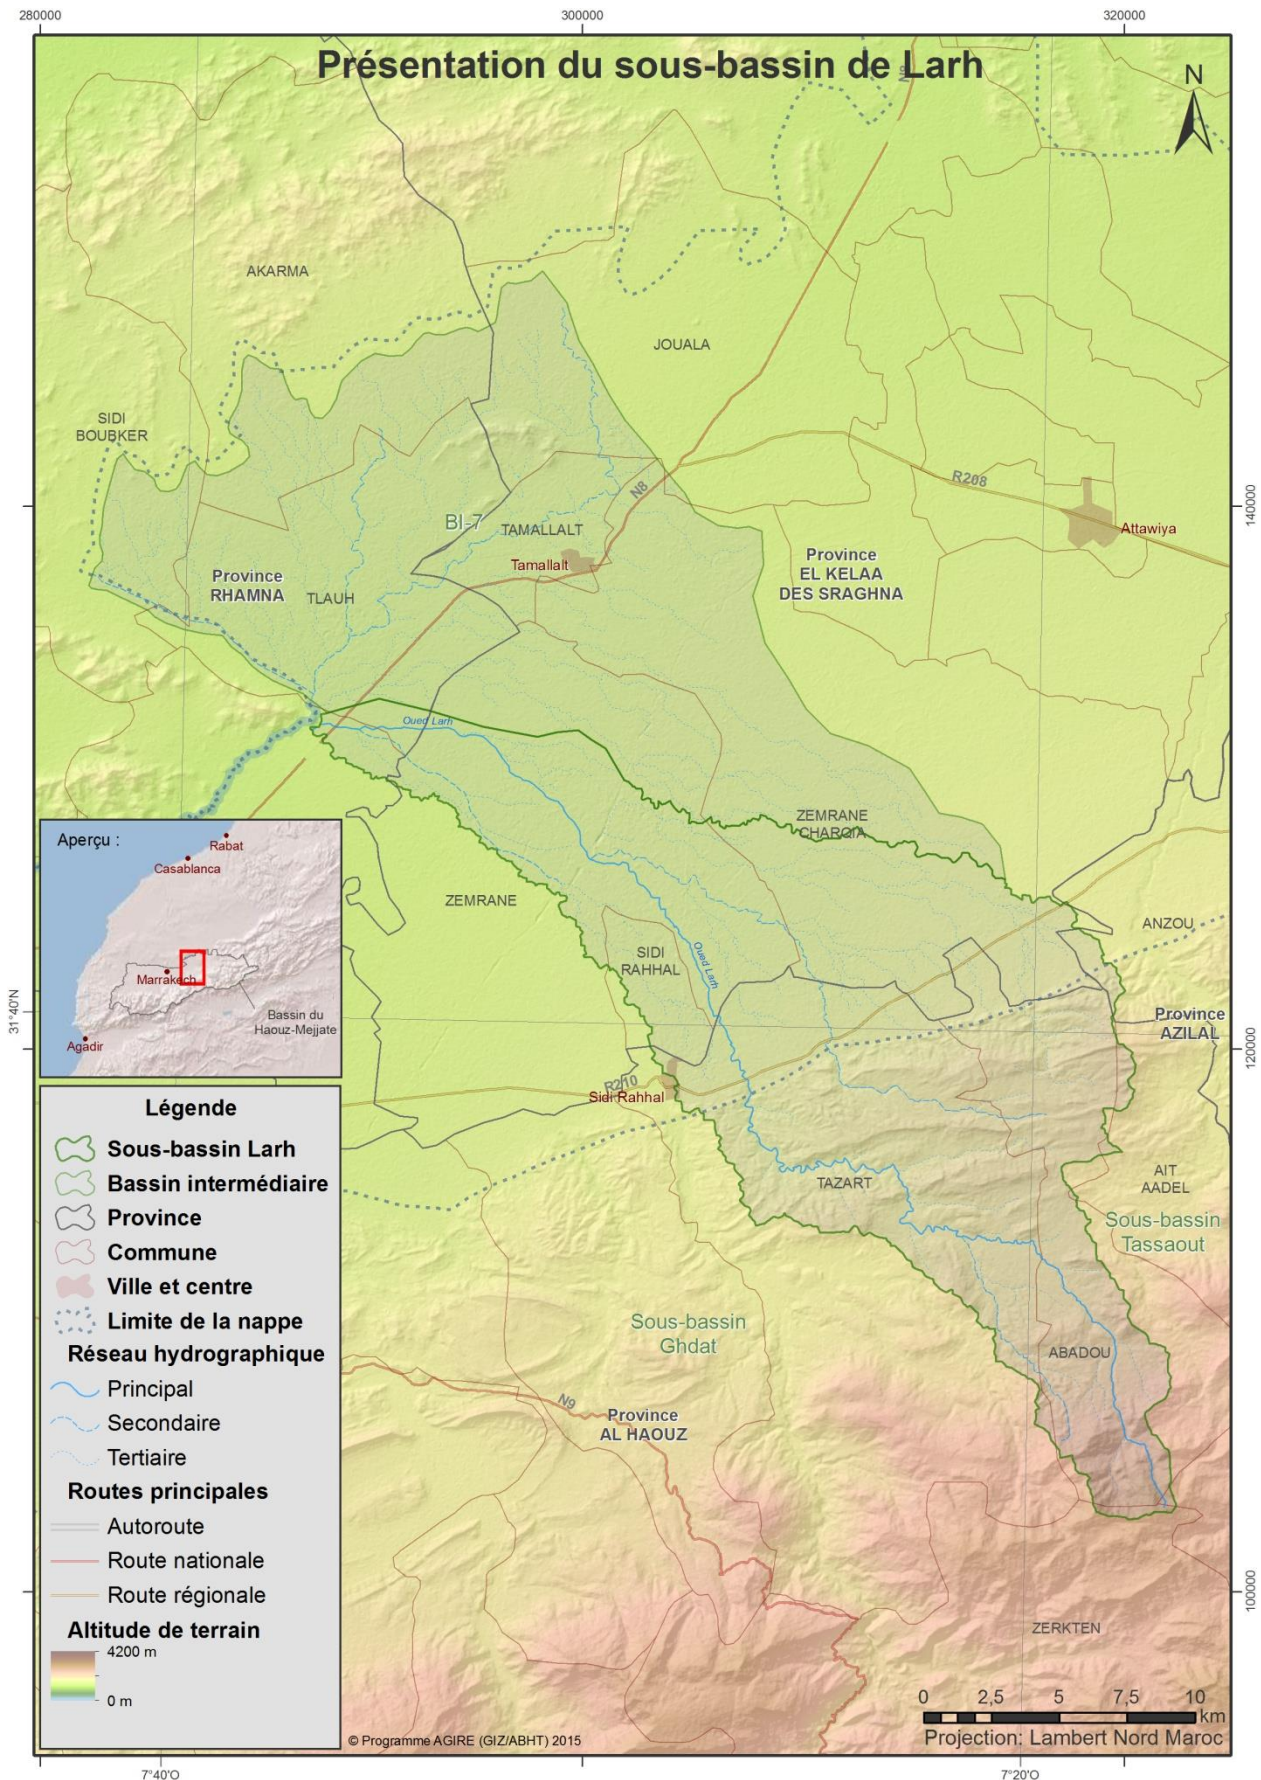 280000
300000
320000
Présentation du sous-bassin de Larh
N8
N
AKARMA
JOUALA
SIDI
BOUBKER
R208
N8
140000
BI-7
TAMALLALT
Attawiya
Tamallalt
Province
RHAMNA
TLAUH
Province
EL KELAA
DES SRAGHNA
Oued Larh
ZEMRANE
CHARQIA
Aperçu :
Rabat
Casablanca
Marrakech
Agadir
Bassin du
Haouz-Mejjate
ZEMRANE
ANZOU
SIDI
RAHHAL
Oued Larh
31°40'N
Province
AZILAL
120000
R210
Sidi Rahhal
TAZART
AIT
AADEL
Sous-bassin
Tassaout
Sous-bassin
Ghdat
ABADOU
N9
Province
AL HAOUZ
ZERKTEN
100000
Légende
Sous-bassin Larh
Bassin intermédiaire
Province
Commune
Ville et centre
Limite de la nappe
Réseau hydrographique
Principal
Secondaire
Tertiaire
Routes principales
Autoroute
Route nationale
Route régionale
Altitude de terrain
4200 m
0 m
0 2,5 5 7,5 10
km
Projection: Lambert Nord Maroc
© Programme AGIRE (GIZ/ABHT) 2015
7°40'O
7°20'O